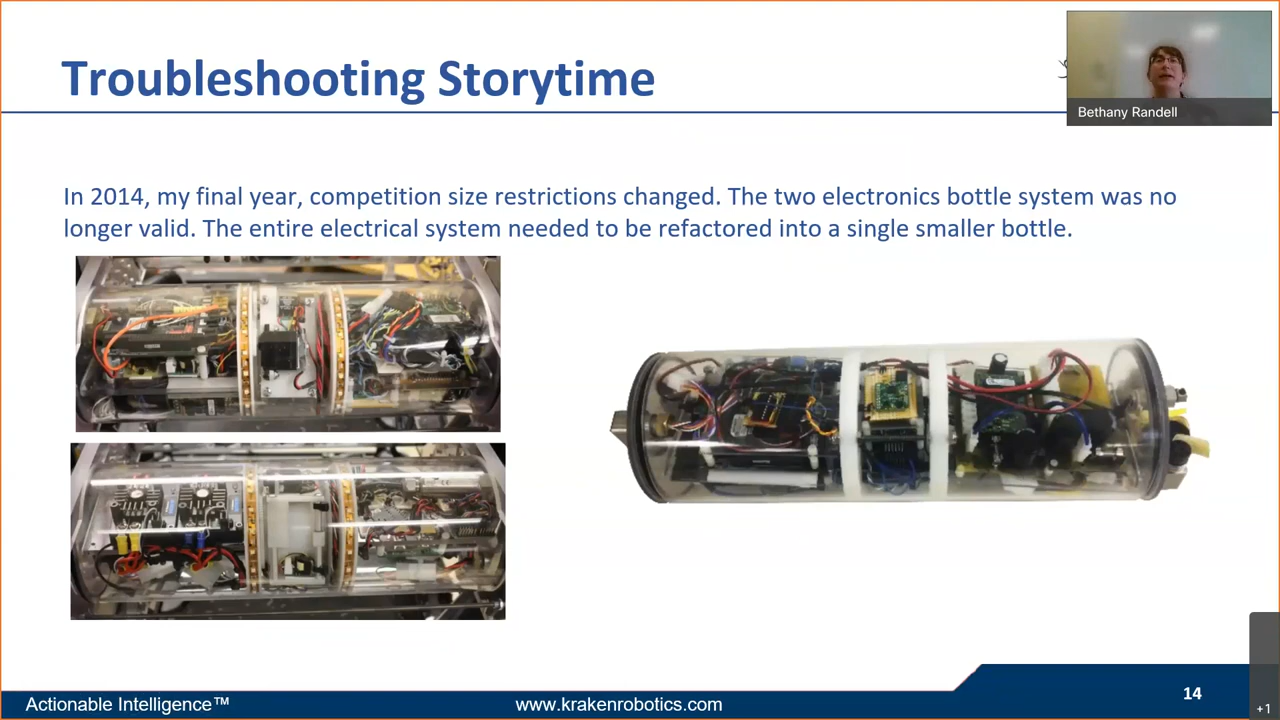 Troubleshooting Storytime
Bethany Randell
In 2014, my final year, competition size restrictions changed. The two electronics bottle system was no
longer valid. The entire electrical system needed to be refactored into a single smaller bottle.
Actionable Intelligence™
www.krakenrobotics.com
14
+1